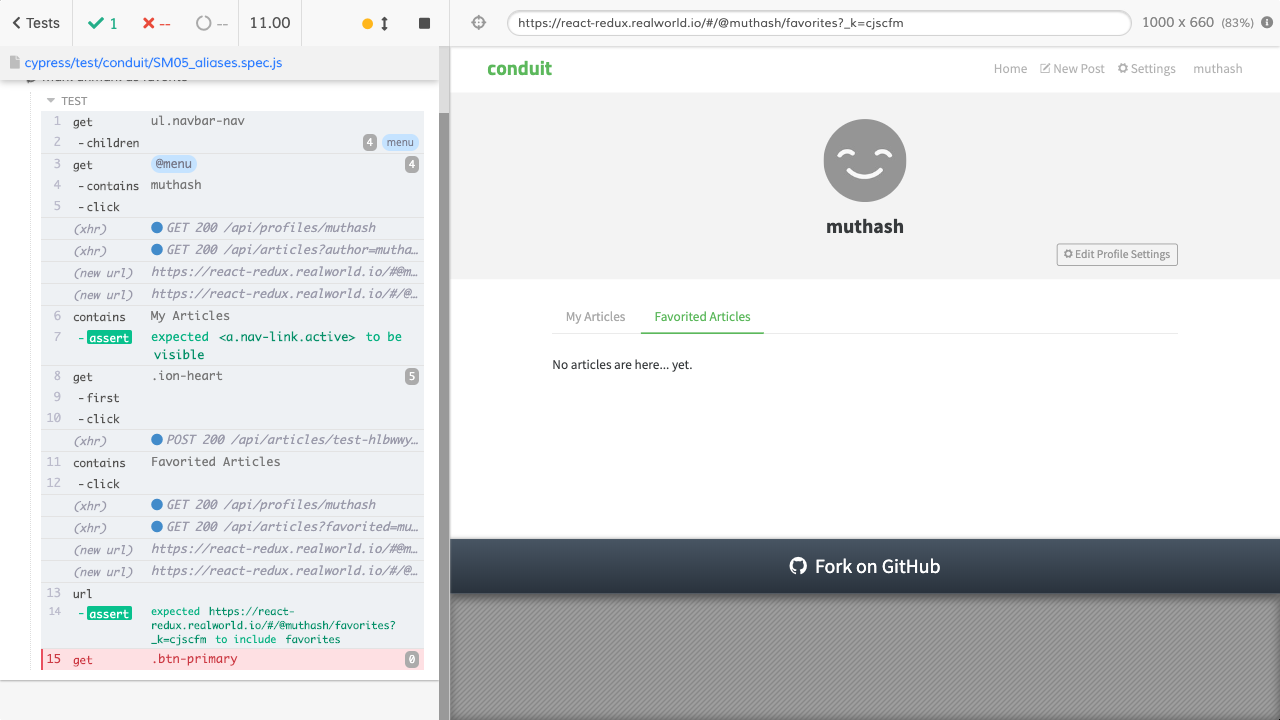 Tests
1
--
--
11.00
https://react-redux.realworld.io/#/@muthash/favorites?_k=cjscfm
1000 x 660 (83%)
cypress/test/conduit/SM05_aliases.spec.js
TEST
1 get ul.navbar-nav
2 -children 4 menu
3 get @menu 4
4 -contains muthash
5 -click
(xhr) GET 200 /api/profiles/muthash
(xhr) GET 200 /api/articles?author=mutha…
(new url) https://react-redux.realworld.io/#@m…
(new url) https://react-redux.realworld.io/#/@…
6 contains My Articles
7 -assert expected <a.nav-link.active> to be
visible
8 get .ion-heart 5
9 -first
10 -click
(xhr) POST 200 /api/articles/test-hlbwwy…
11 contains Favorited Articles
12 -click
(xhr) GET 200 /api/profiles/muthash
(xhr) GET 200 /api/articles?favorited=mu…
(new url) https://react-redux.realworld.io/#@m…
(new url) https://react-redux.realworld.io/#/@…
13 url
14 -assert expected https://react-
redux.realworld.io/#/@muthash/favorites?
_k=cjscfm to include favorites
15 get .btn-primary 0
conduit
Home New Post Settings muthash
muthash
Edit Profile Settings
My Articles Favorited Articles
No articles are here... yet.
Fork on GitHub